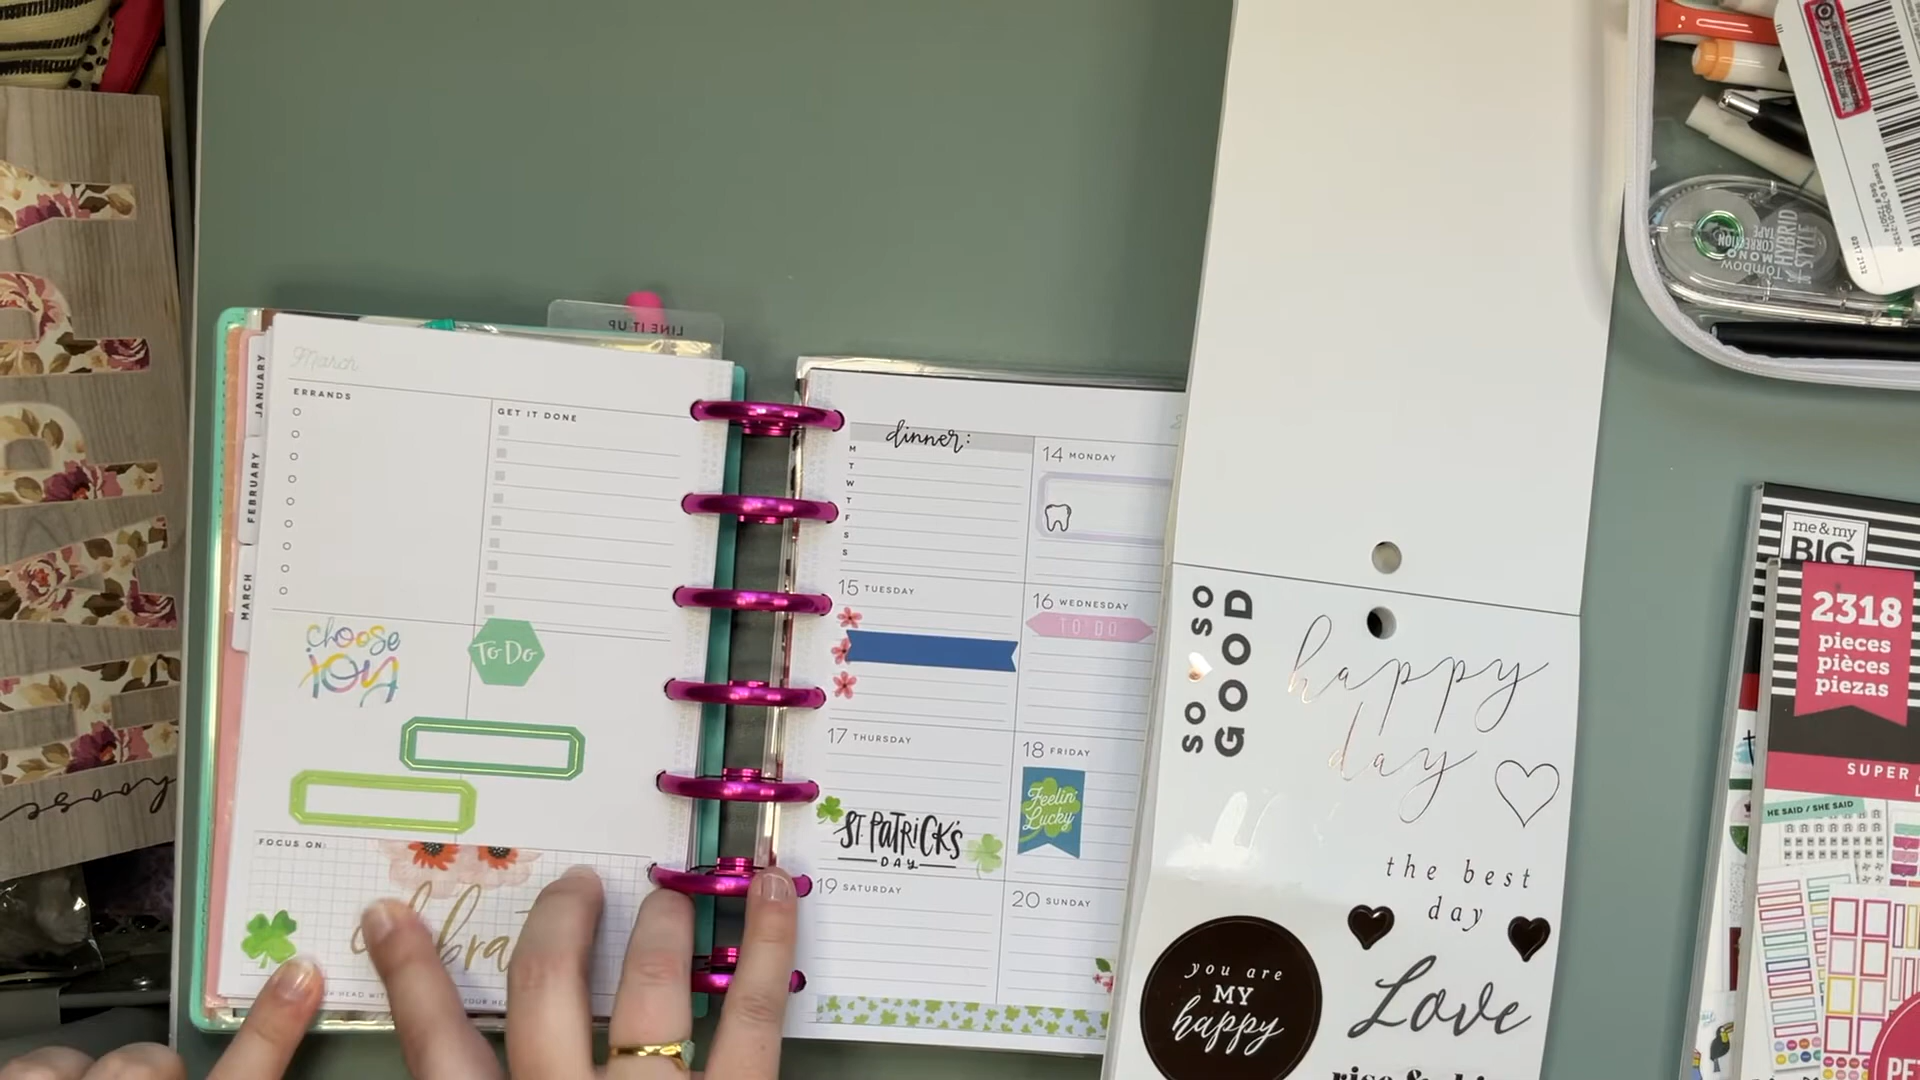 LINE IT UP
March
JANUARY
FEBRUARY
MARCH
ERRANDS
GET IT DONE
choose
joy
To Do
FOCUS ON:
dinner:
M
T
W
T
F
S
S
14 MONDAY
15 TUESDAY
16 WEDNESDAY
TO DO
17 THURSDAY
ST. PATRICK'S
DAY
18 FRIDAY
Feelin'
Lucky
19 SATURDAY
20 SUNDAY
SO SO SO
GOOD
happy
day
the best
day
you are
MY
happy
Love
Tombow
MONO
CORRECTION
TAPE
HYBRID
STYLE
me & my
BIG
2318
pieces
pièces
piezas
SUPER
HE SAID / SHE SAID
choose